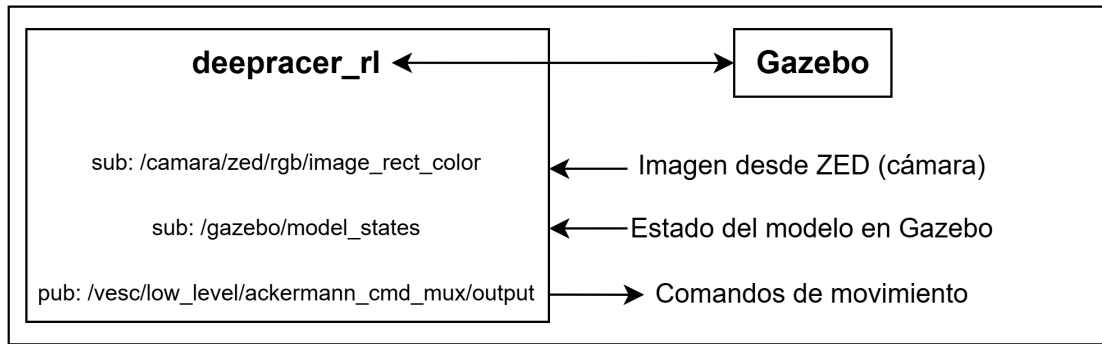 deepracer_rl
Gazebo
sub: /camara/zed/rgb/image_rect_color
Imagen desde ZED (cámara)
sub: /gazebo/model_states
Estado del modelo en Gazebo
pub: /vesc/low_level/ackermann_cmd_mux/output
Comandos de movimiento